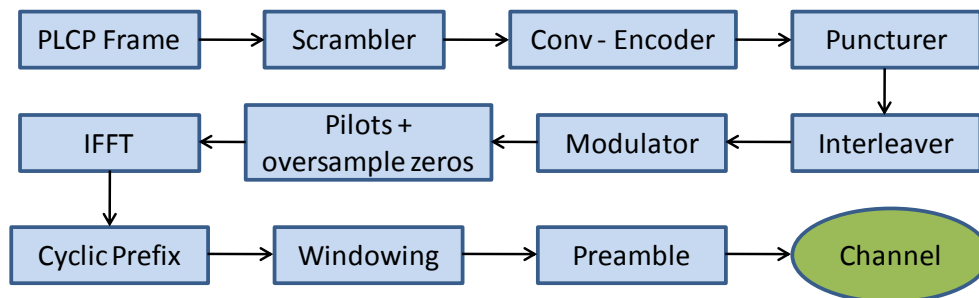 PLCP Frame
Scrambler
Conv - Encoder
Puncturer
Interleaver
Modulator
Pilots +
oversample zeros
IFFT
Cyclic Prefix
Windowing
Preamble
Channel